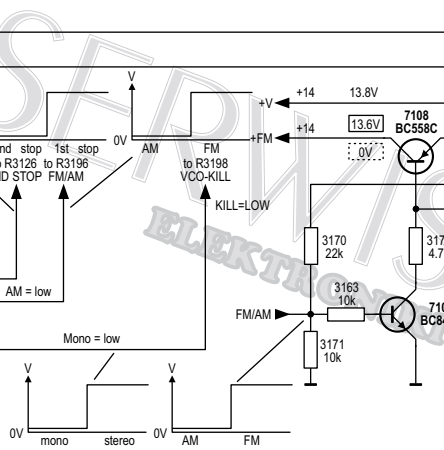 V
+V
+14
13.8V
7108
BC558C
+FM
+14
13.6V
0V
0V
AM
FM
stop
1st stop
to R3126
to R3196
FM/AM
to R3198
VCO-KILL
KILL=LOW
3170
22k
3163
10k
FM/AM
3171
10k
AM = low
Mono = low
V
0V
mono
stereo
V
0V
AM
FM
SERWIS